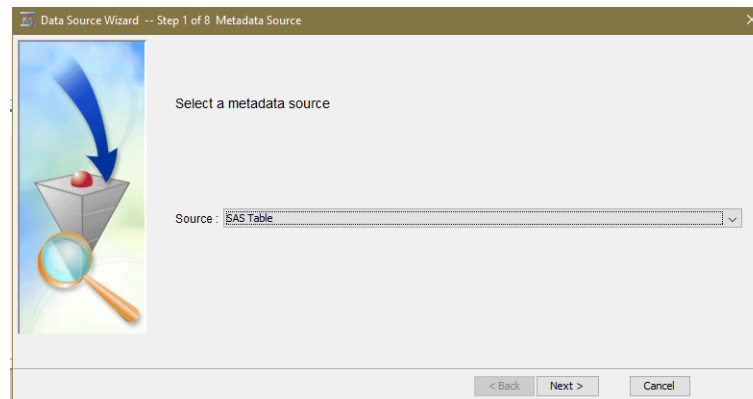 Data Source Wizard -- Step 1 of 8 Metadata Source
Select a metadata source
Source : SAS Table
< Back Next > Cancel